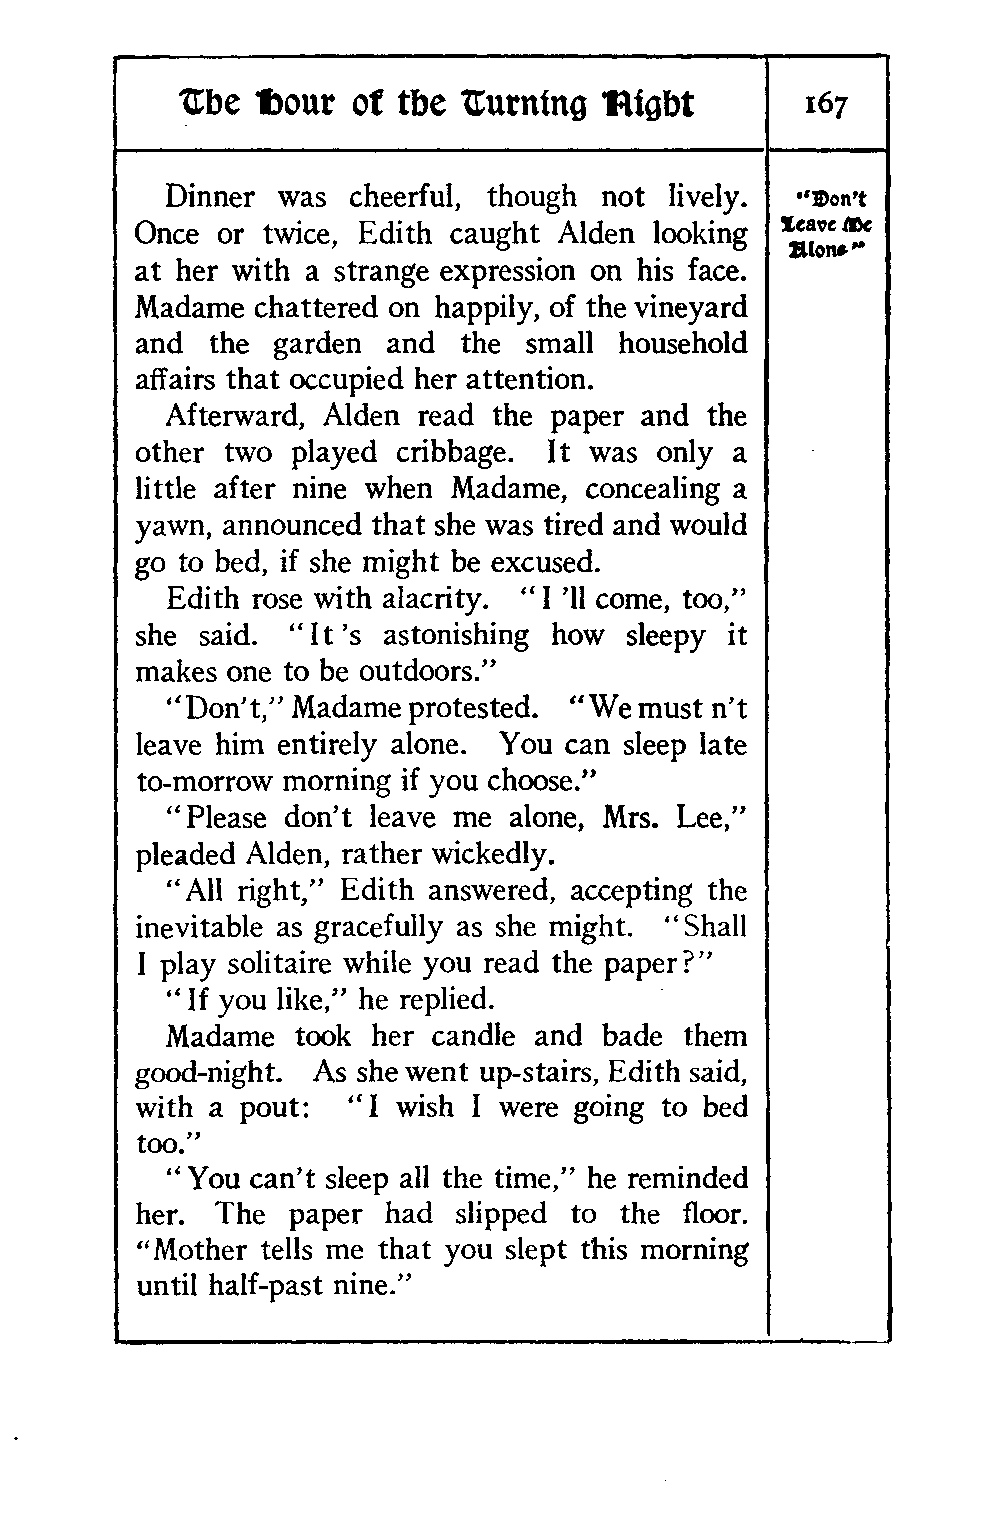 The Hour of the Turning Night
167
Dinner was cheerful, though not lively.
Once or twice, Edith caught Alden looking
at her with a strange expression on his face.
Madame chattered on happily, of the vineyard
and the garden and the small household
affairs that occupied her attention.
Afterward, Alden read the paper and the
other two played cribbage. It was only a
little after nine when Madame, concealing a
yawn, announced that she was tired and would
go to bed, if she might be excused.
Edith rose with alacrity. "I 'll come, too,"
she said. "It 's astonishing how sleepy it
makes one to be outdoors."
"Don't," Madame protested. "We must n't
leave him entirely alone. You can sleep late
to-morrow morning if you choose."
"Please don't leave me alone, Mrs. Lee,"
pleaded Alden, rather wickedly.
"All right," Edith answered, accepting the
inevitable as gracefully as she might. "Shall
I play solitaire while you read the paper?"
"If you like," he replied.
Madame took her candle and bade them
good-night. As she went up-stairs, Edith said,
with a pout: "I wish I were going to bed
too."
"You can't sleep all the time," he reminded
her. The paper had slipped to the floor.
"Mother tells me that you slept this morning
until half-past nine."
"Don't
Leave Me
Alone"